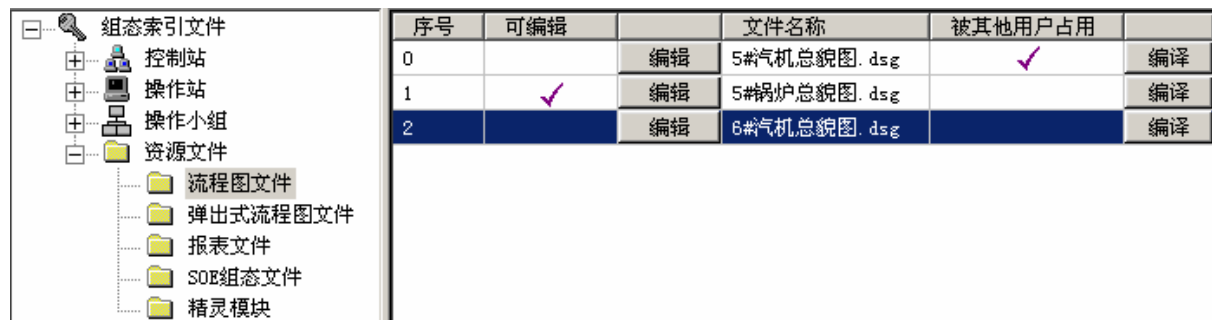 组态索引文件
控制站
操作站
操作小组
资源文件
流程图文件
弹出式流程图文件
报表文件
SOE组态文件
精灵模块
序号 可编辑 文件名称 被其他用户占用
0 编辑 5#汽机总貌图.dsg 编译
1 编辑 5#锅炉总貌图.dsg 编译
2 编辑 6#汽机总貌图.dsg 编译